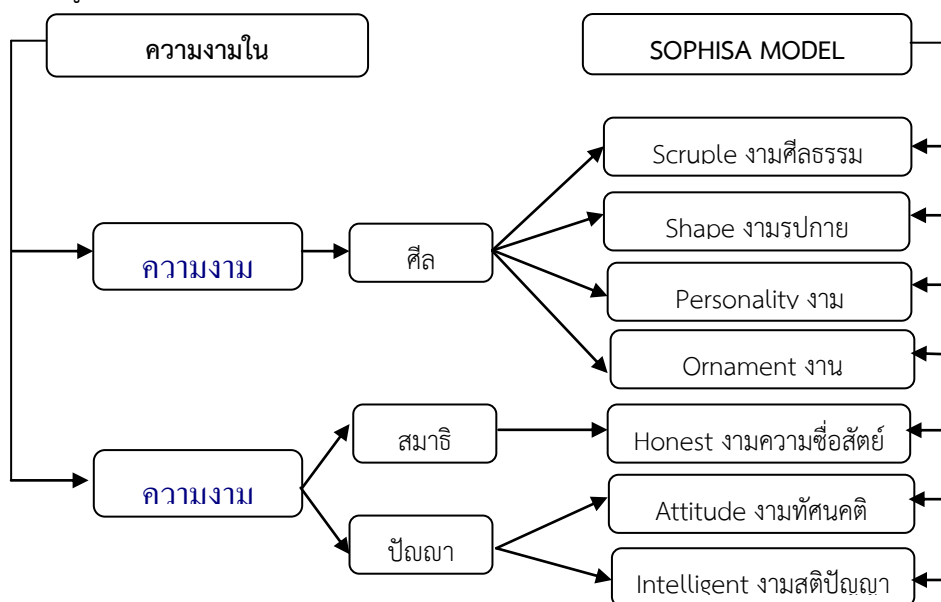 ความงามใน
SOPHISA MODEL
Scruple งามศีลธรรม
Shape งามรูปกาย
ความงาม
ศีล
Personality งาม
Ornament งาน
สมาธิ
Honest งามความซื่อสัตย์
ความงาม
Attitude งามทัศนคติ
ปัญญา
Intelligent งามสติปัญญา